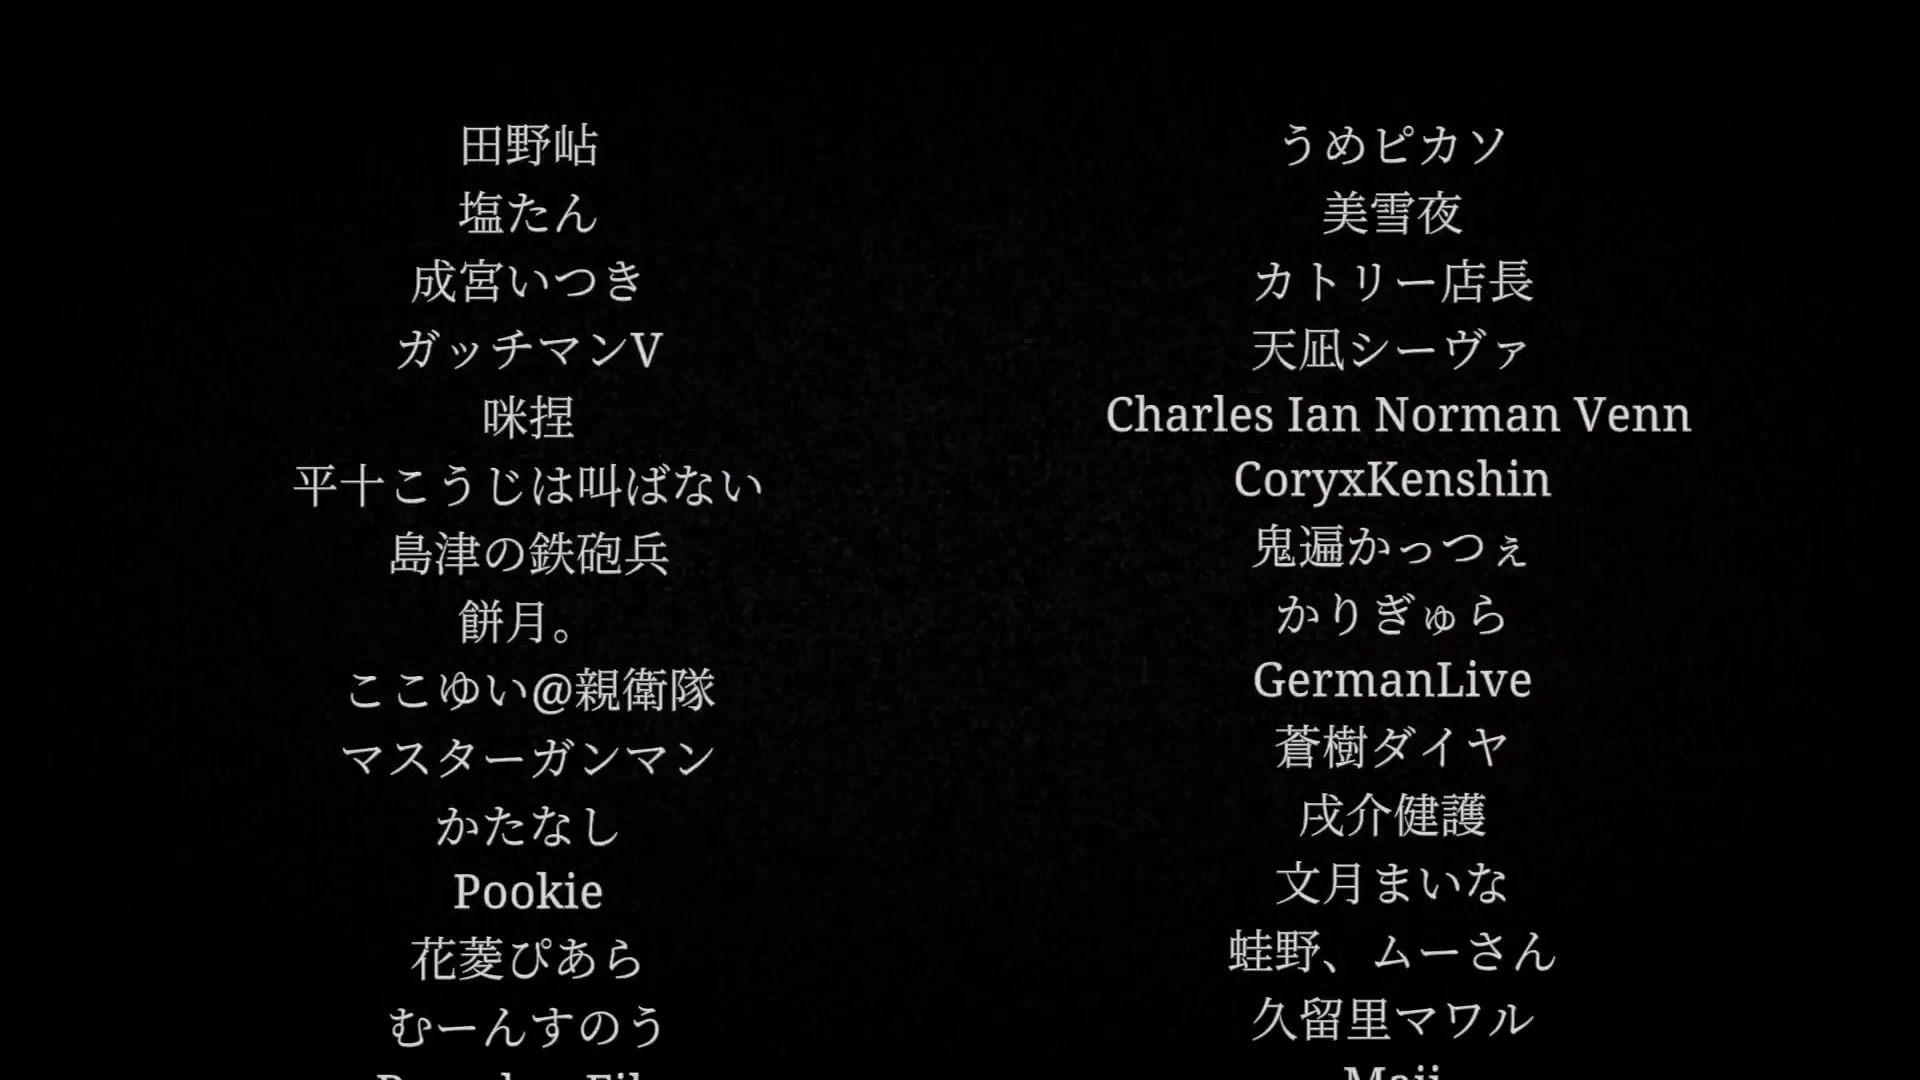 田野岾
塩たん
成宮いつき
ガッチマンV
咪捏
平十こうじは叫ばない
島津の鉄砲兵
餅月。
ここゆい@親衛隊
マスターガンマン
かたなし
Pookie
花菱ぴあら
むーんすのう
うめピカソ
美雪夜
カトリー店長
天凪シーヴァ
Charles Ian Norman Venn
CoryxKenshin
鬼遍かっつぇ
かりぎゅら
GermanLive
蒼樹ダイヤ
戌介健護
文月まいな
蛙野、ムーさん
久留里マワル